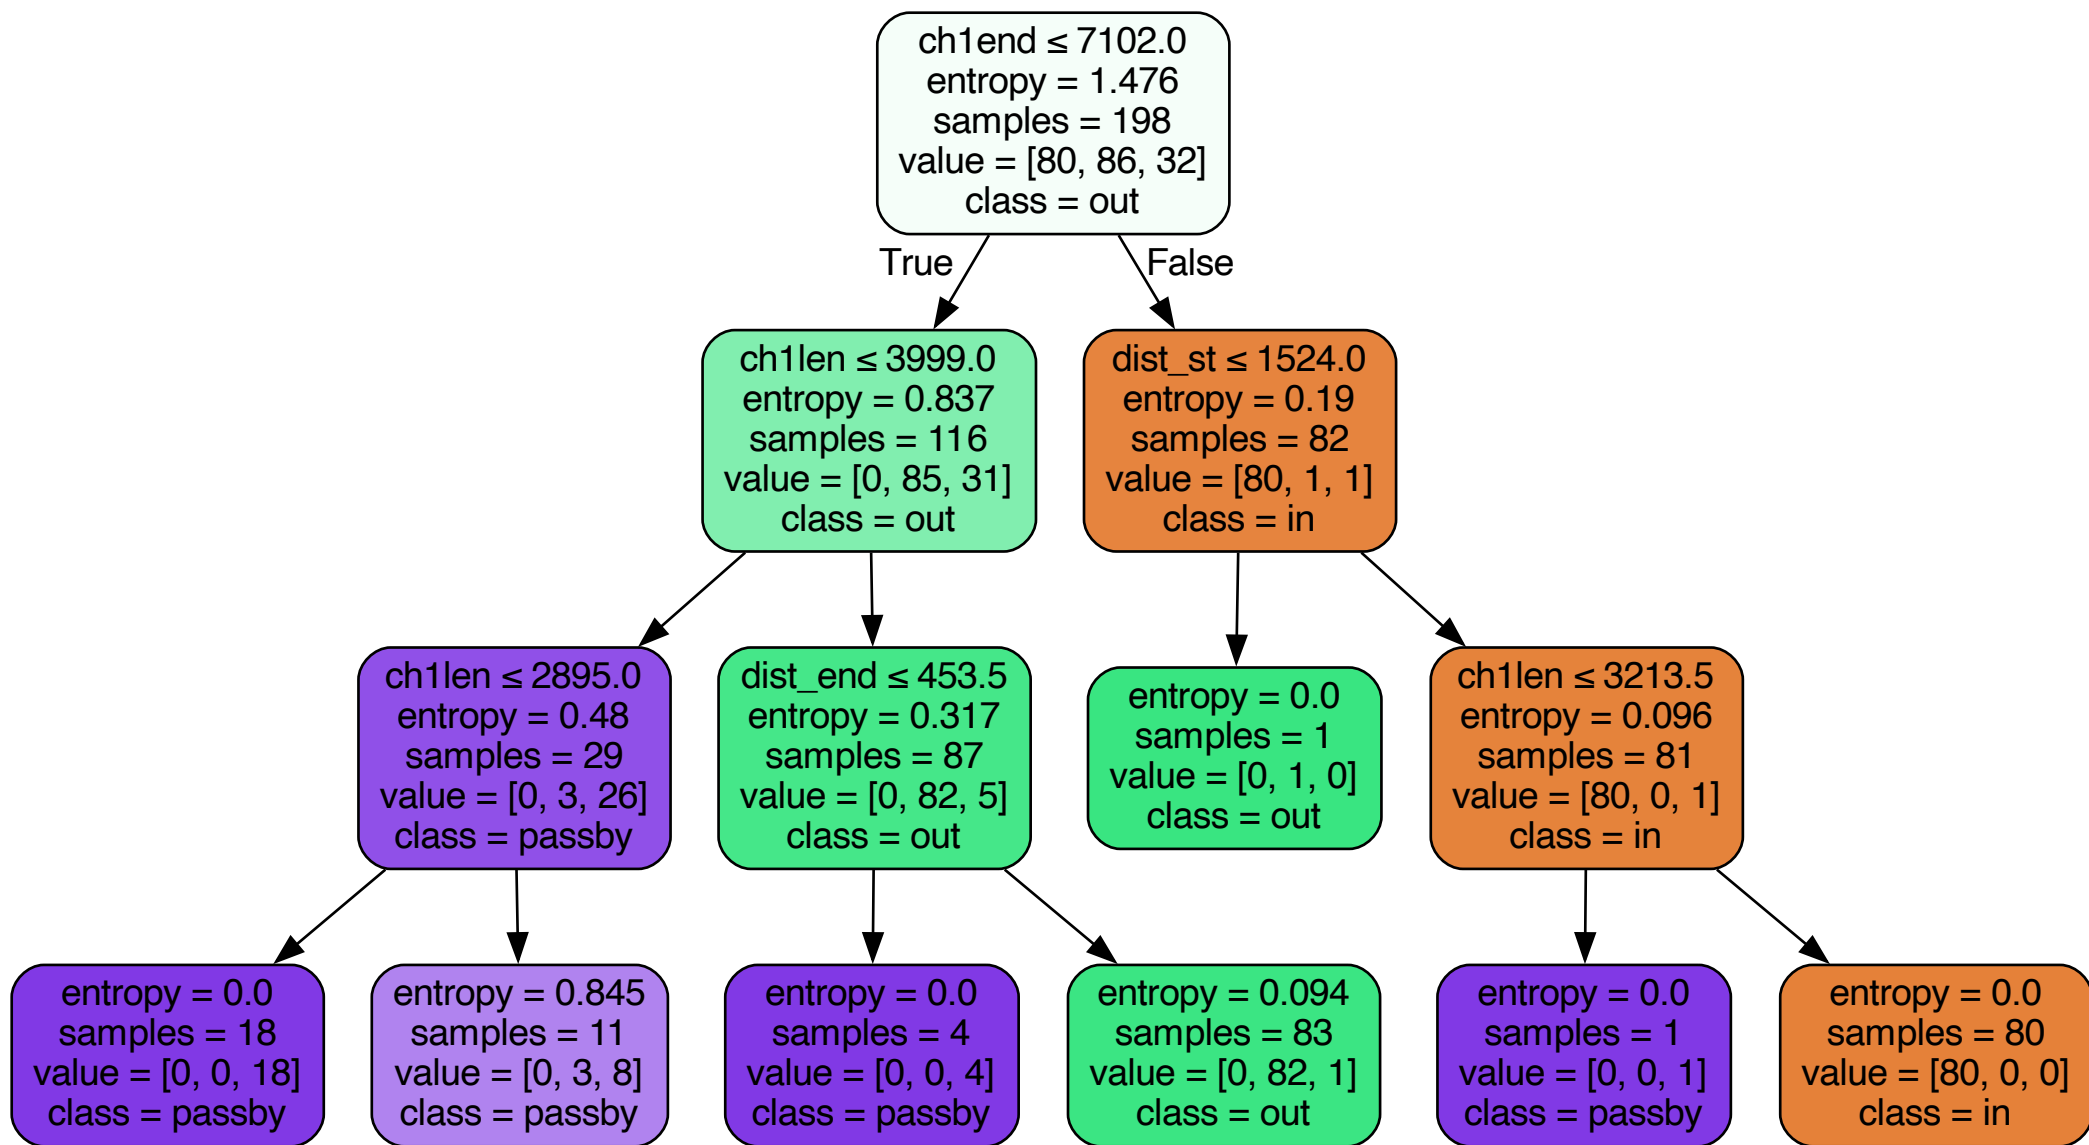 ch1end ≤ 7102.0
entropy = 1.476
samples = 198
value = [80, 86, 32]
class = out
True
False
ch1len ≤ 3999.0
entropy = 0.837
samples = 116
value = [0, 85, 31]
class = out
dist_st ≤ 1524.0
entropy = 0.19
samples = 82
value = [80, 1, 1]
class = in
ch1len ≤ 2895.0
entropy = 0.48
samples = 29
value = [0, 3, 26]
class = passby
dist_end ≤ 453.5
entropy = 0.317
samples = 87
value = [0, 82, 5]
class = out
entropy = 0.0
samples = 1
value = [0, 1, 0]
class = out
ch1len ≤ 3213.5
entropy = 0.096
samples = 81
value = [80, 0, 1]
class = in
entropy = 0.0
samples = 18
value = [0, 0, 18]
class = passby
entropy = 0.845
samples = 11
value = [0, 3, 8]
class = passby
entropy = 0.0
samples = 4
value = [0, 0, 4]
class = passby
entropy = 0.094
samples = 83
value = [0, 82, 1]
class = out
entropy = 0.0
samples = 1
value = [0, 0, 1]
class = passby
entropy = 0.0
samples = 80
value = [80, 0, 0]
class = in